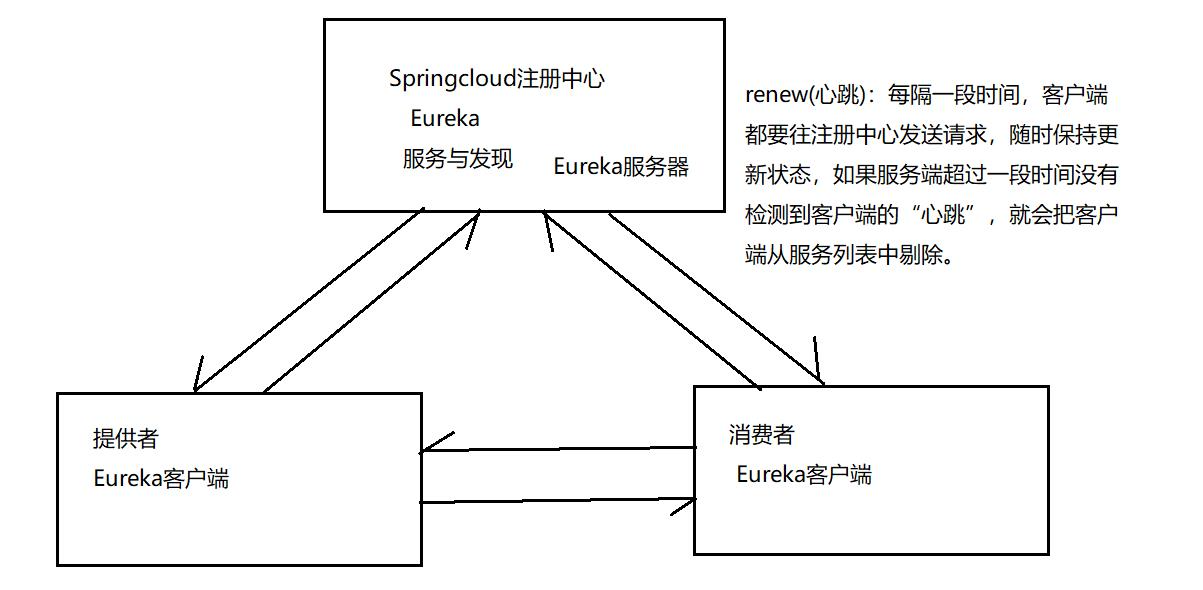 Springcloud注册中心
Eureka
服务与发现
Eureka服务器
renew(心跳)：每隔一段时间，客户端
都要往注册中心发送请求，随时保持更
新状态，如果服务端超过一段时间没有
检测到客户端的“心跳”，就会把客户
端从服务列表中剔除。
提供者
Eureka客户端
消费者
Eureka客户端